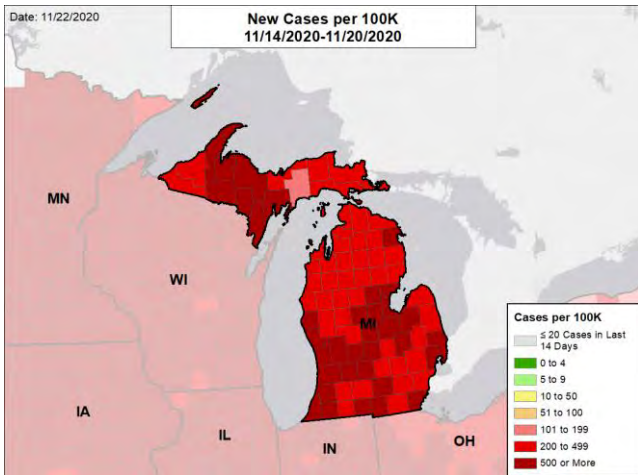 Date: 11/22/2020
New Cases per 100K
11/14/2020-11/20/2020
MN
WI
MI
IA
IL
IN
OH
Cases per 100K
≤ 20 Cases in Last
14 Days
0 to 4
5 to 9
10 to 50
51 to 100
101 to 199
200 to 499
500 or More